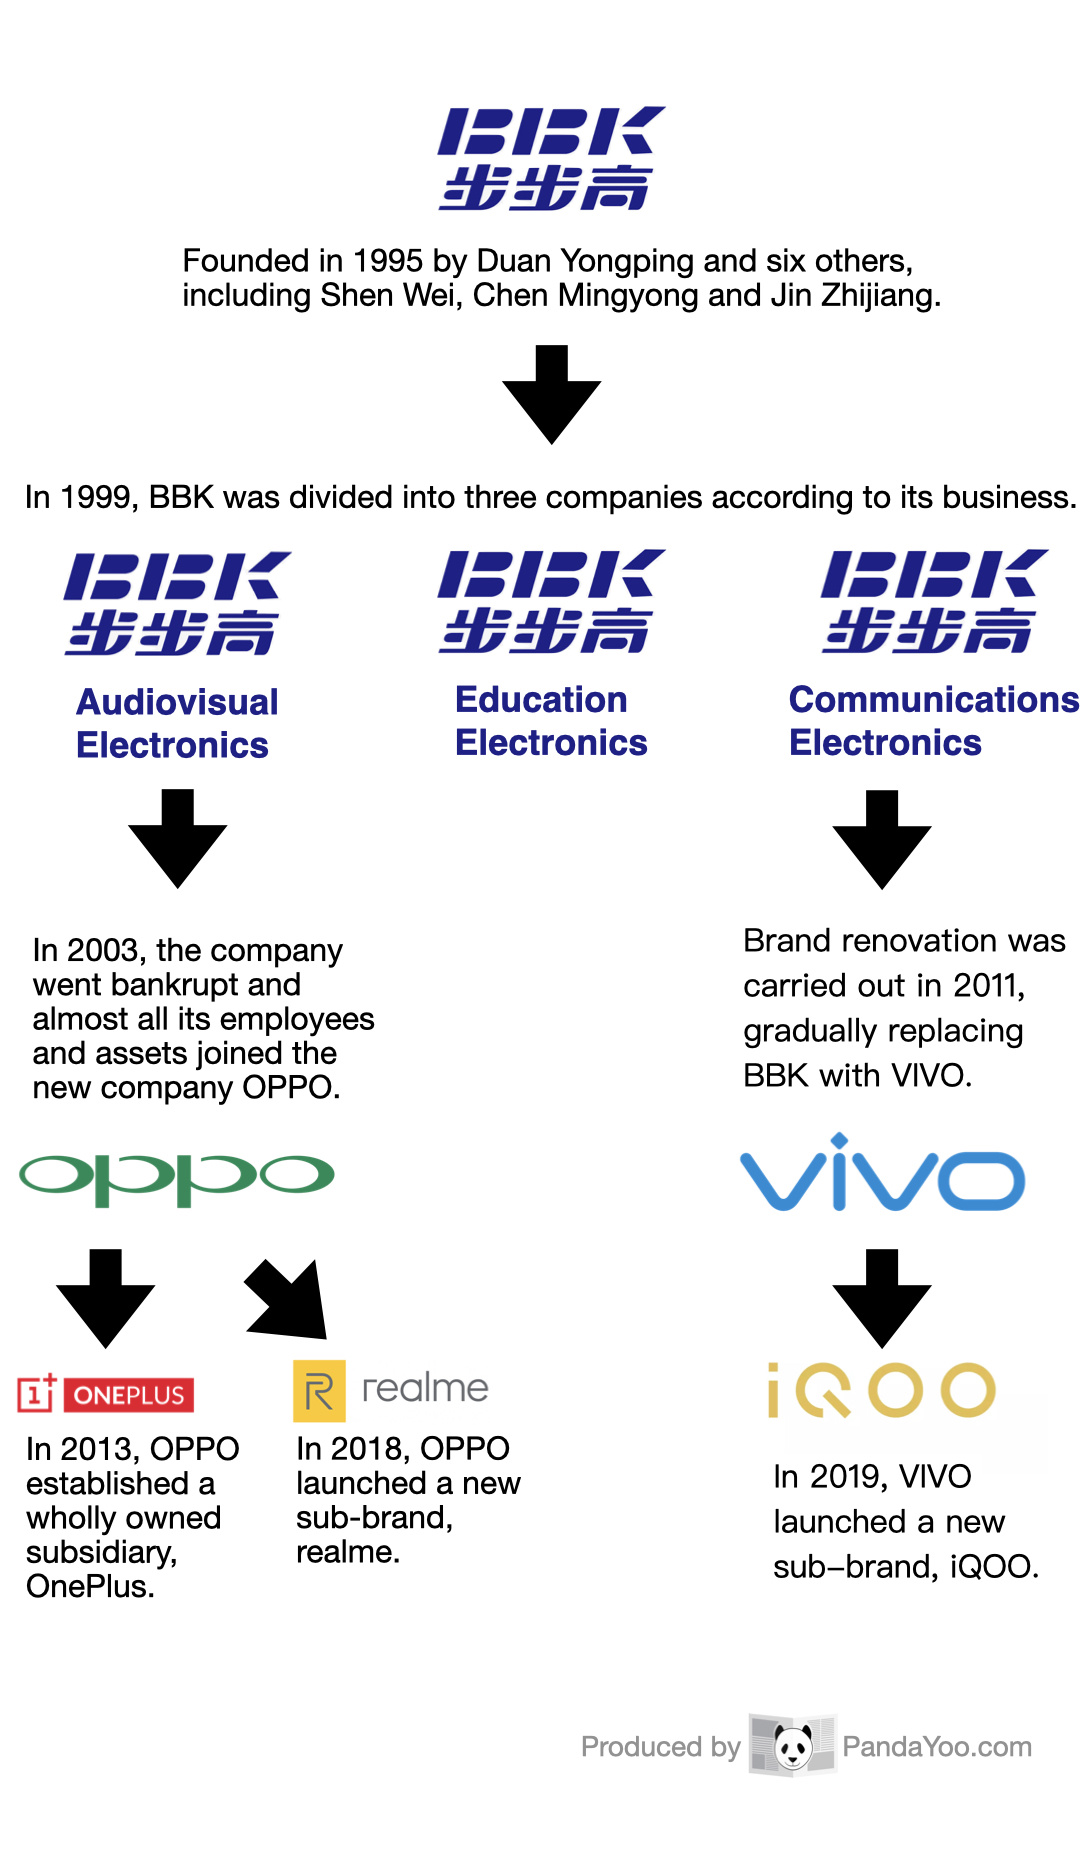 BBK
步步高
Founded in 1995 by Duan Yongping and six others,
including Shen Wei, Chen Mingyong and Jin Zhijiang.
In 1999, BBK was divided into three companies according to its business.
BBK
步步高
Audiovisual
Electronics
BBK
步步高
Education
Electronics
BBK
步步高
Communications
Electronics
In 2003, the company
went bankrupt and
almost all its employees
and assets joined the
new company OPPO.
oppo
Brand renovation was
carried out in 2011,
gradually replacing
BBK with VIVO.
vivo
1+ ONEPLUS
In 2013, OPPO
established a
wholly owned
subsidiary,
OnePlus.
R realme
In 2018, OPPO
launched a new
sub-brand,
realme.
iQOO
In 2019, VIVO
launched a new
sub–brand, iQOO.
Produced by PandaYoo.com